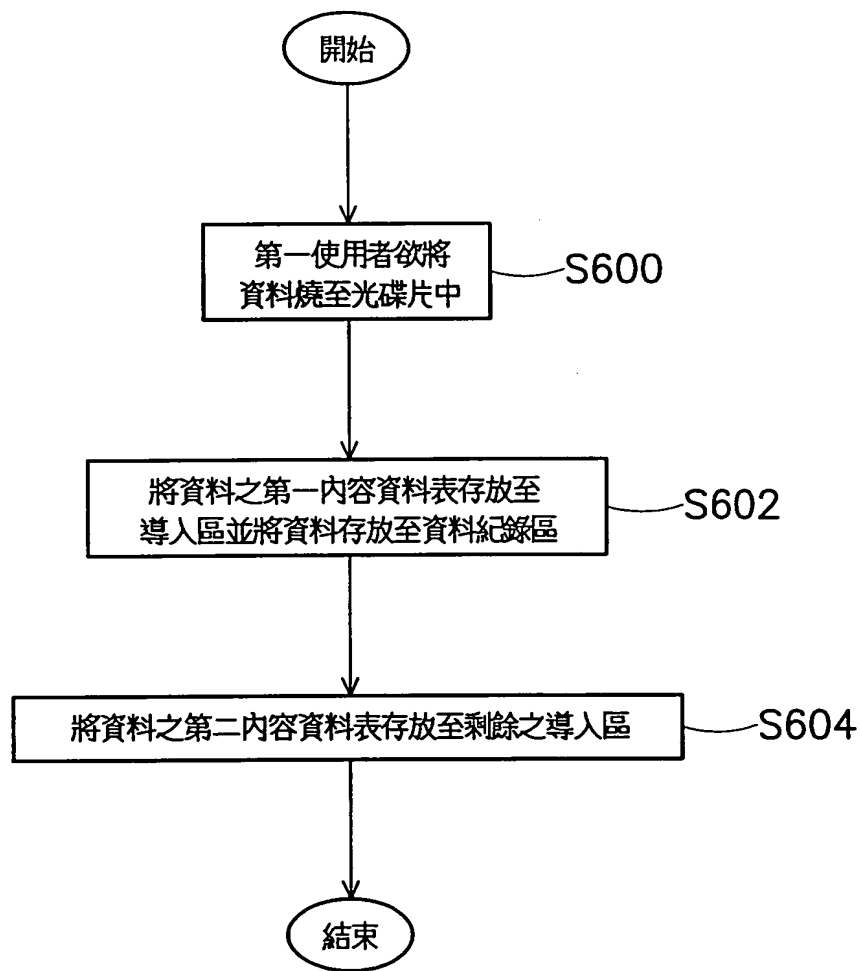 開始
第一使用者欲將
資料燒至光碟片中
S600
將資料之第一內容資料表存放至
導入區並將資料存放至資料紀錄區
S602
將資料之第二內容資料表存放至剩餘之導入區
S604
結束